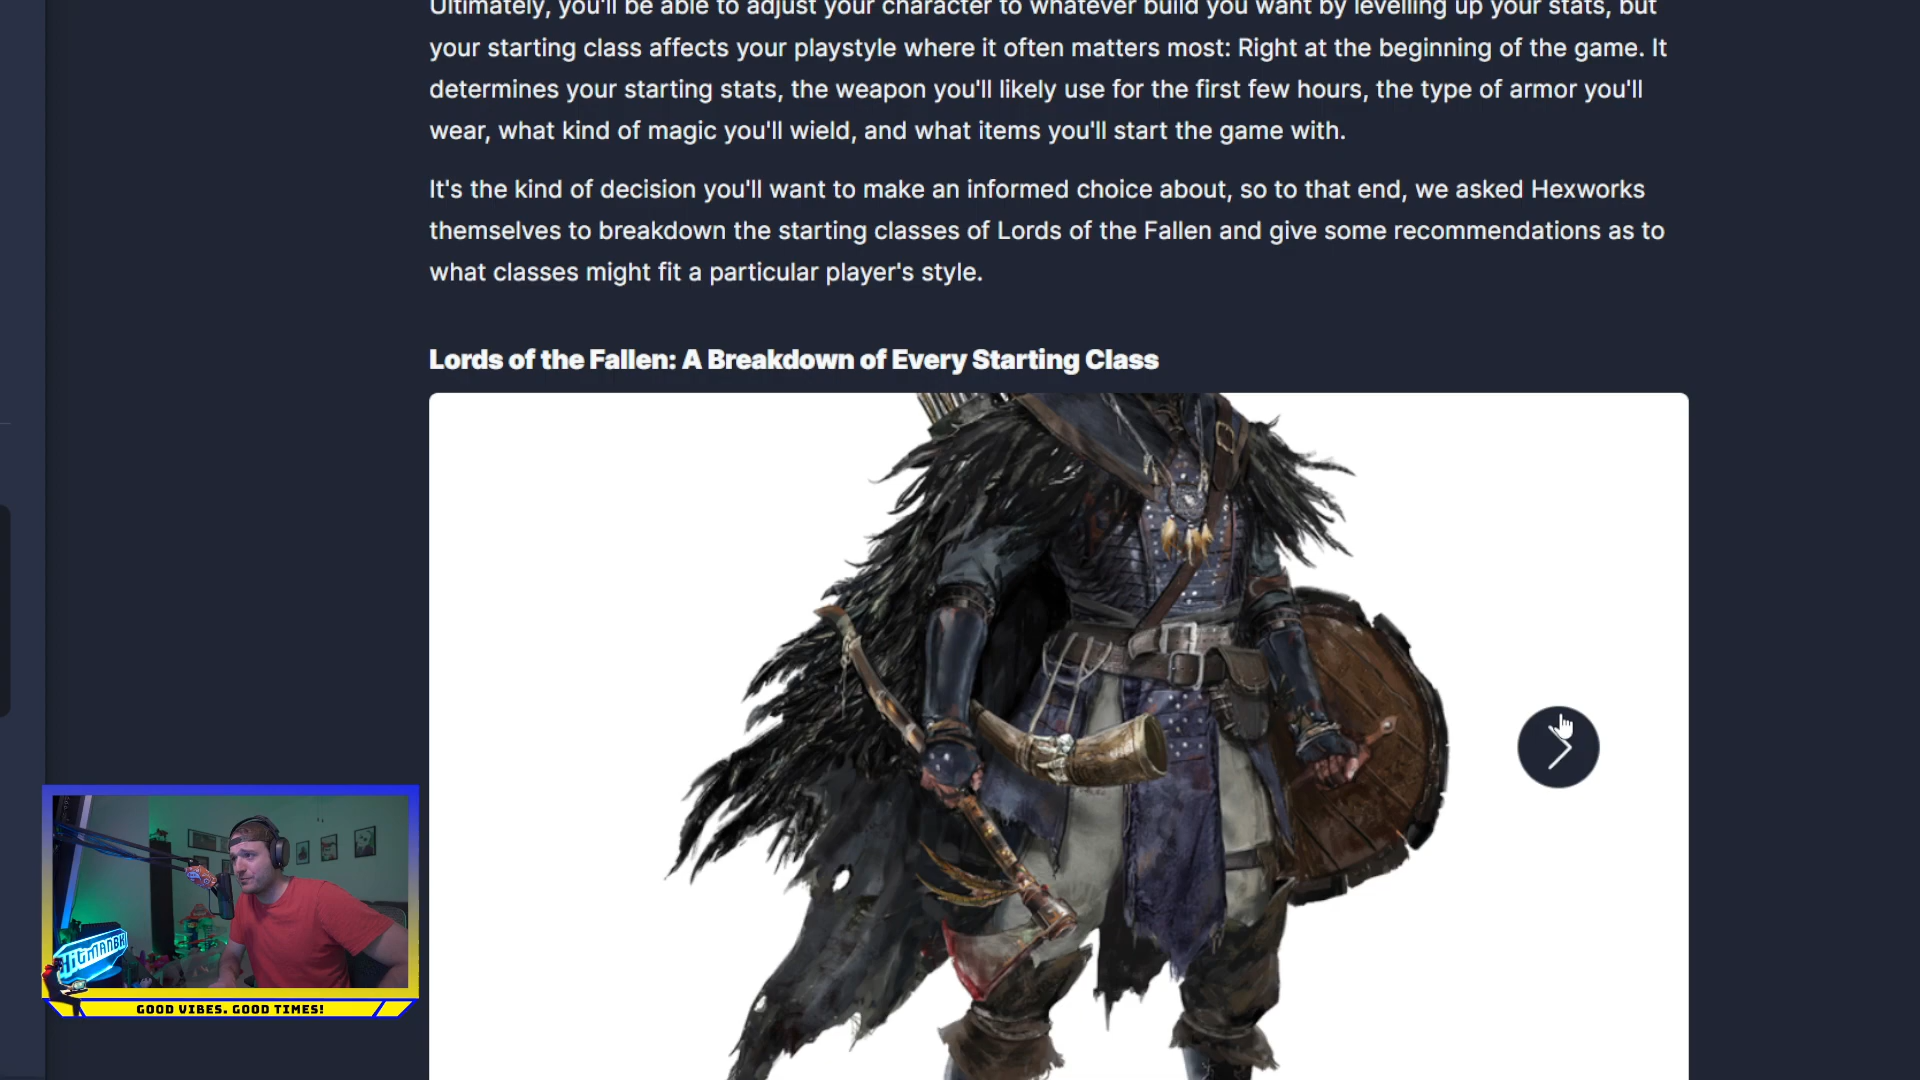 Ultimately, you'll be able to adjust your character to whatever build you want by levelling up your stats, but
your starting class affects your playstyle where it often matters most: Right at the beginning of the game. It
determines your starting stats, the weapon you'll likely use for the first few hours, the type of armor you'll
wear, what kind of magic you'll wield, and what items you'll start the game with.
It's the kind of decision you'll want to make an informed choice about, so to that end, we asked Hexworks
themselves to breakdown the starting classes of Lords of the Fallen and give some recommendations as to
what classes might fit a particular player's style.
Lords of the Fallen: A Breakdown of Every Starting Class
HiTMANBK
GOOD VIBES. GOOD TIMES!